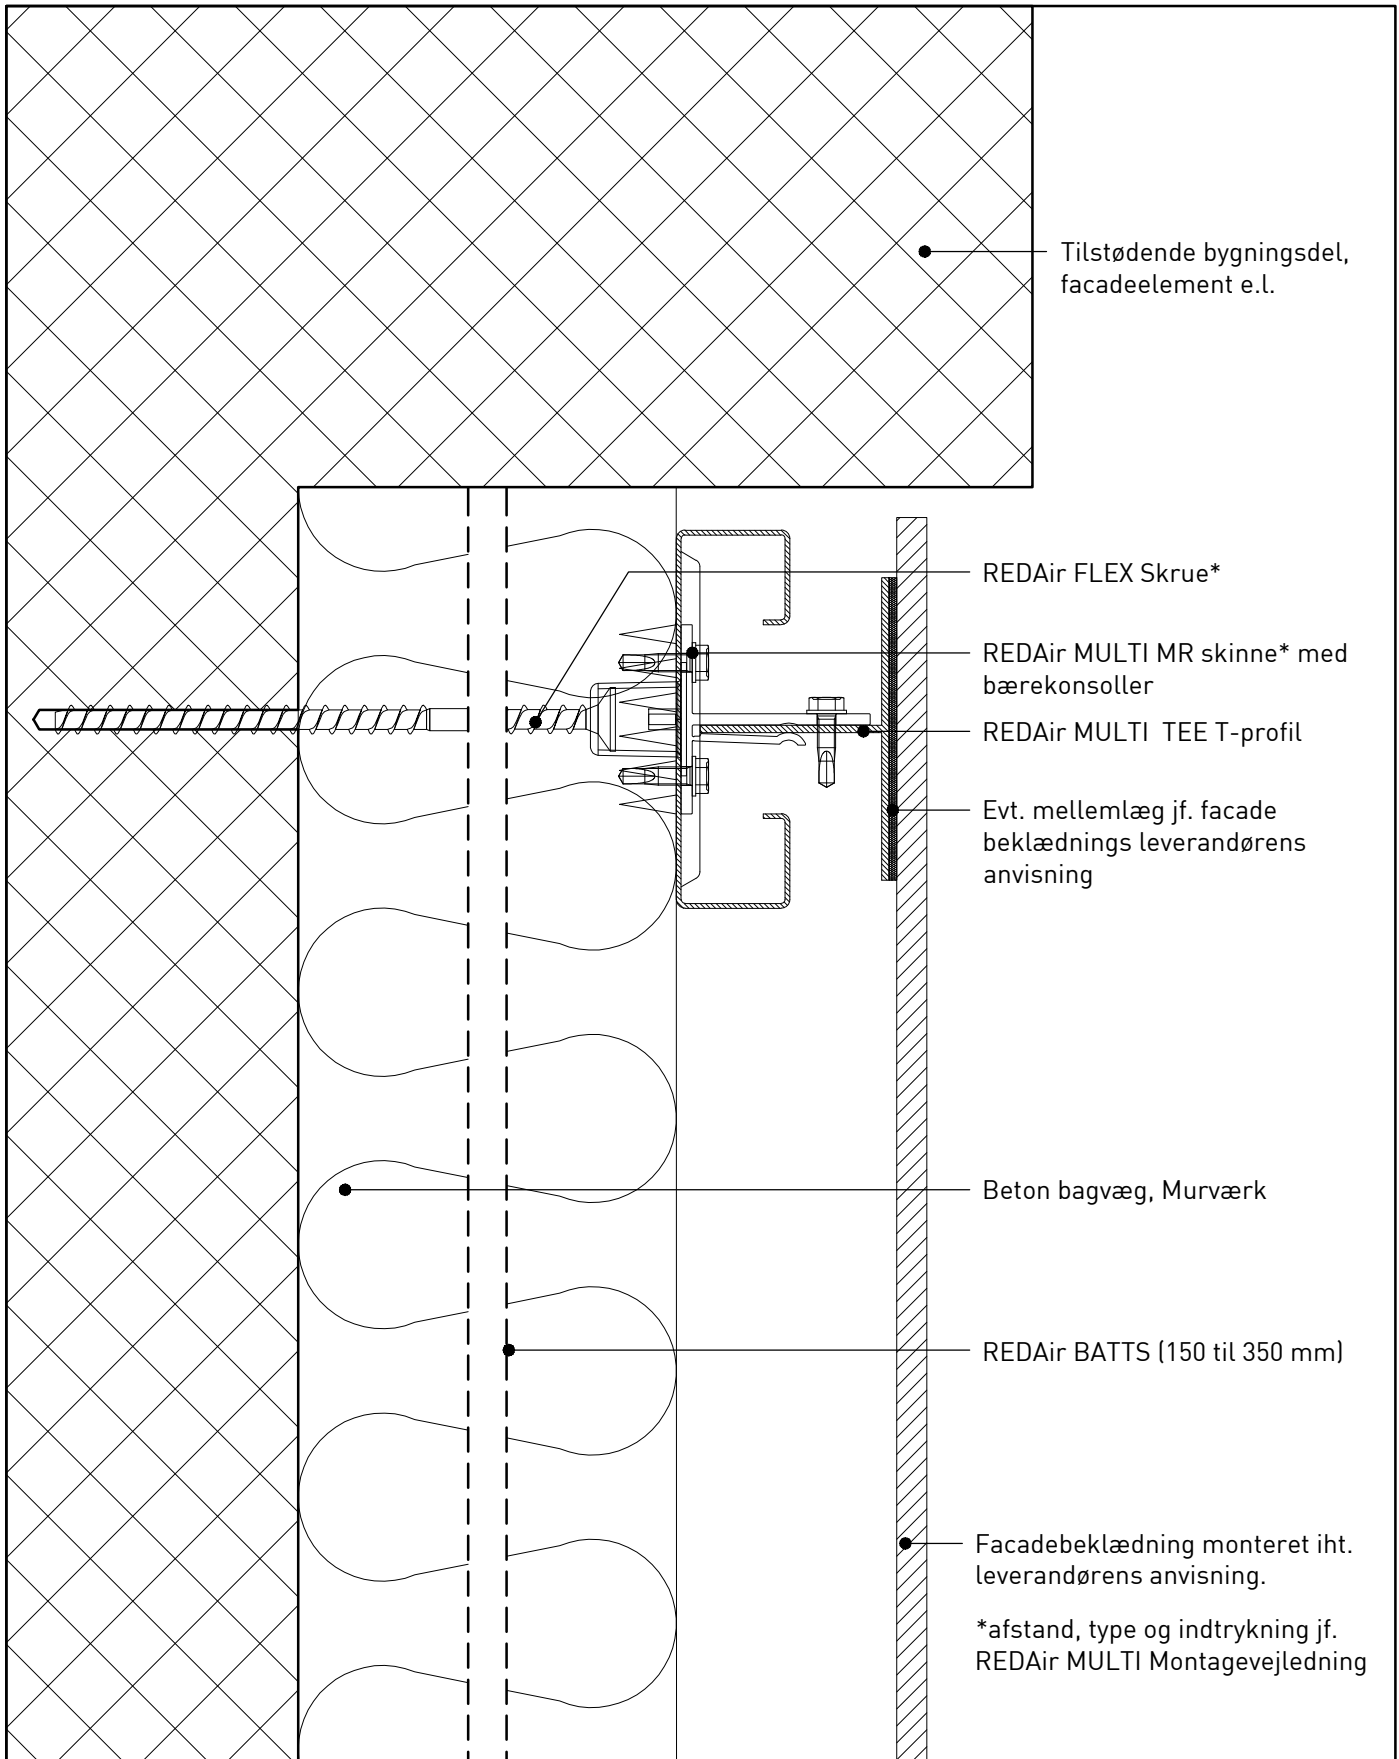 Tilstødende bygningsdel,
facadeelement e.l.
REDAir FLEX Skrue*
REDAir MULTI MR skinne* med
bærekonsoller
REDAir MULTI TEE T-profil
Evt. mellemlæg jf. facade
beklædnings leverandørens
anvisning
Beton bagvæg, Murværk
REDAir BATTS (150 til 350 mm)
Facadebeklædning monteret iht.
leverandørens anvisning.
*afstand, type og indtrykning jf.
REDAir MULTI Montagevejledning